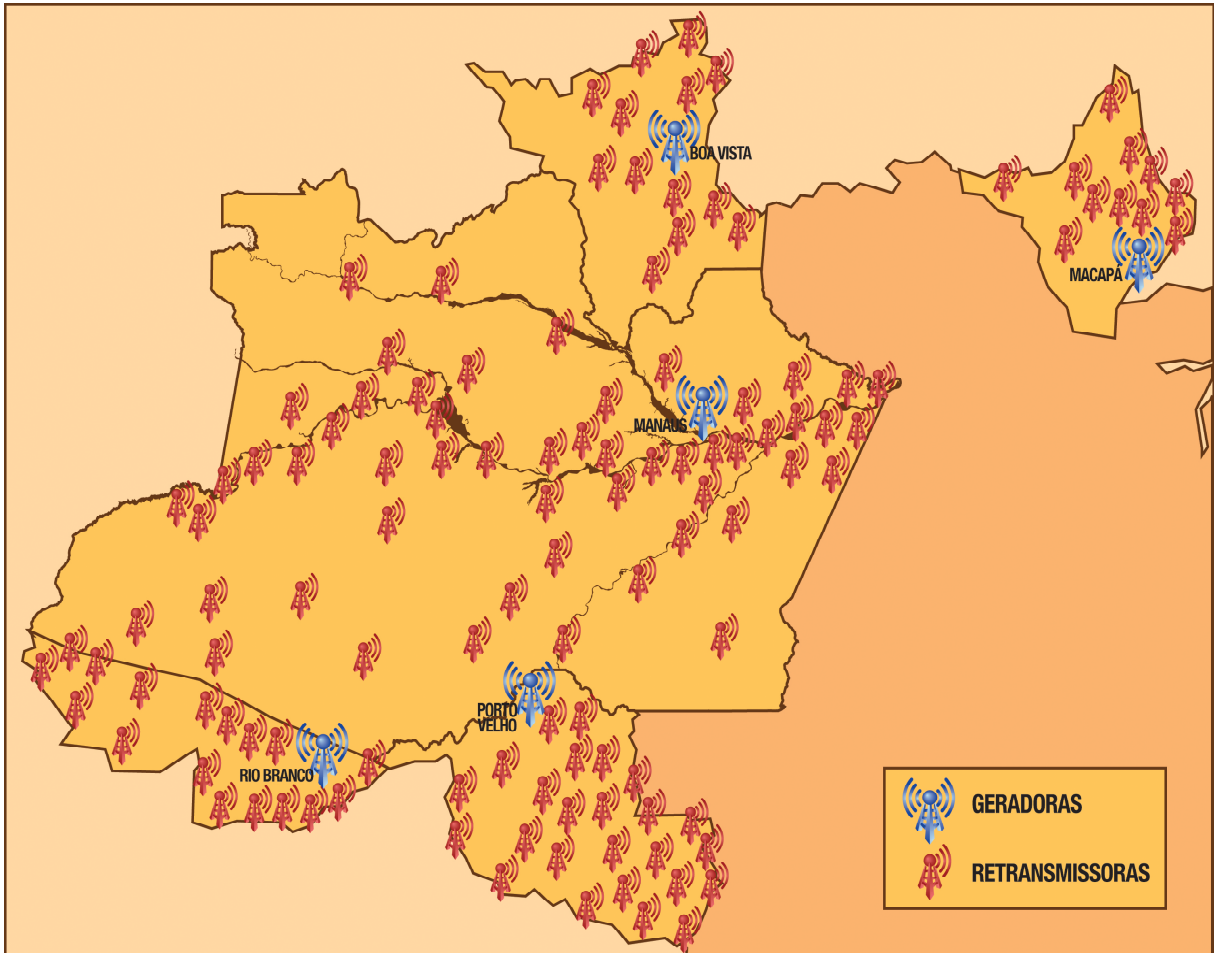 BOA VISTA
MACAPÁ
MANAUS
PORTO
VELHO
RIO BRANCO
GERADORAS
RETRANSMISSORAS